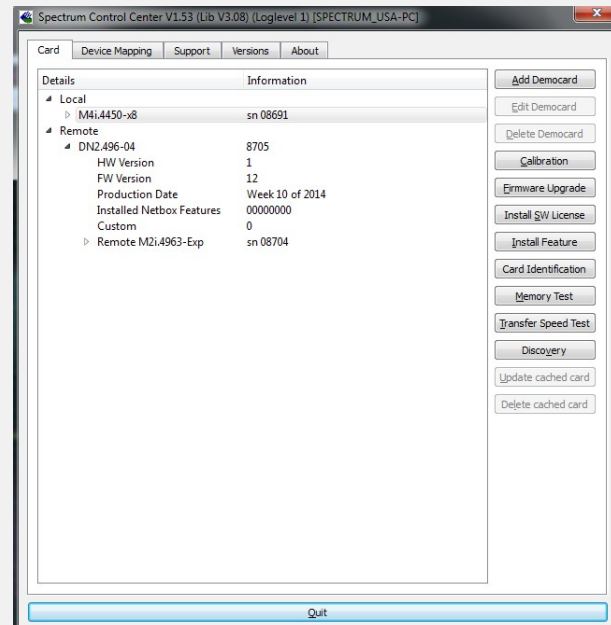 Spectrum Control Center V1.53 (Lib V3.08) (Loglevel 1) [SPECTRUM_USA-PC]
Card Device Mapping Support Versions About
Details Information
Local
M4i.4450-x8 sn 08691
Remote
DN2.496-04 8705
HW Version 1
FW Version 12
Production Date Week 10 of 2014
Installed Netbox Features 00000000
Custom 0
Remote M2i.4963-Exp sn 08704
Add Democard
Edit Democard
Delete Democard
Calibration
Firmware Upgrade
Install SW License
Install Feature
Card Identification
Memory Test
Transfer Speed Test
Discovery
Update cached card
Delete cached card
Quit